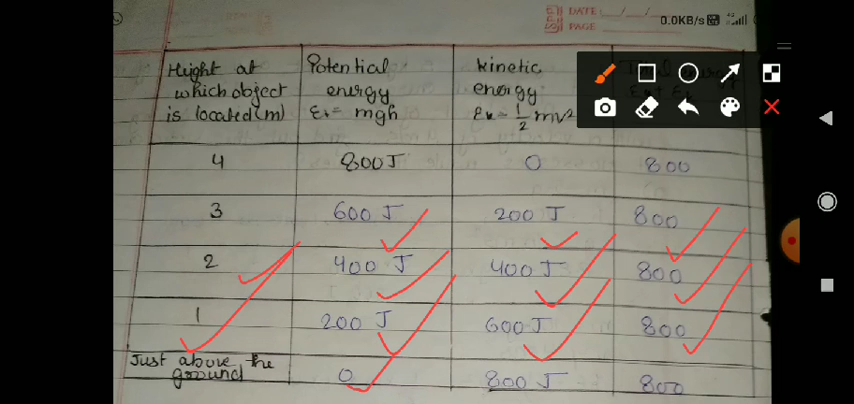 DATE
PAGE
0.0KB/s
Height at
which object
is located(m)
Potential
energy
= mgh
kinetic
energy
Ek = 1/2 mv²
4
800J
0
800
3
600 J
200 J
800
2
400 J
400 J
800
1
200 J
600 J
800
Just above the
ground
0
800 J
800